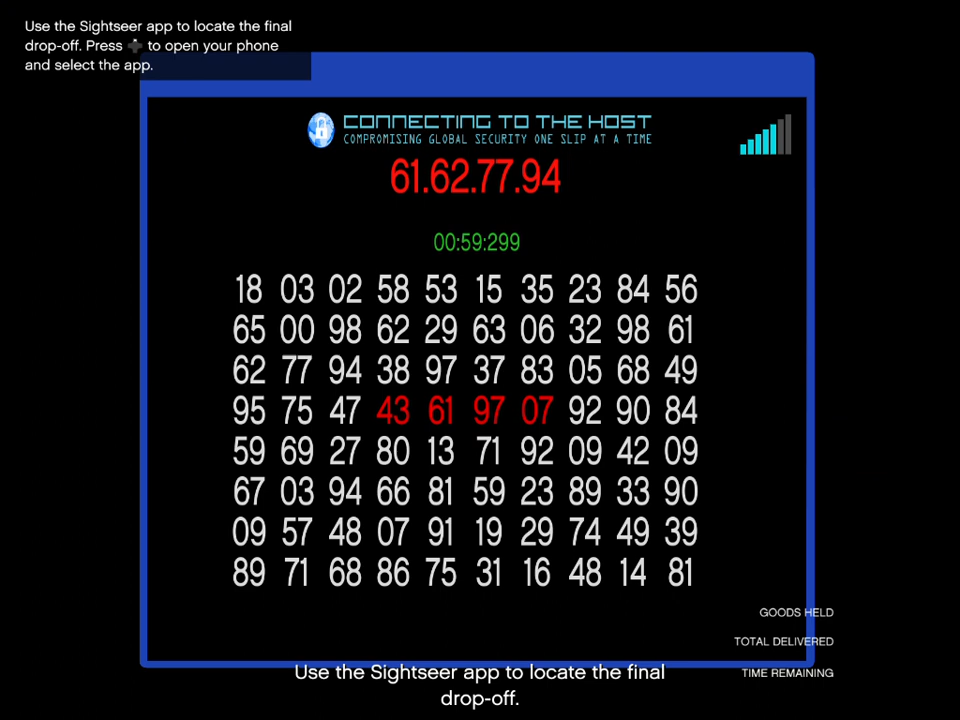 Use the Sightseer app to locate the final
drop-off. Press to open your phone
and select the app.
CONNECTING TO THE HOST
COMPROMISING GLOBAL SECURITY ONE SLIP AT A TIME
61.62.77.94
00:59:299
18 03 02 58 53 15 35 23 84 56
65 00 98 62 29 63 06 32 98 61
62 77 94 38 97 37 83 05 68 49
95 75 47 43 61 97 07 92 90 84
59 69 27 80 13 71 92 09 42 09
67 03 94 66 81 59 23 89 33 90
09 57 48 07 91 19 29 74 49 39
89 71 68 86 75 31 16 48 14 81
GOODS HELD
TOTAL DELIVERED
TIME REMAINING
Use the Sightseer app to locate the final
drop-off.